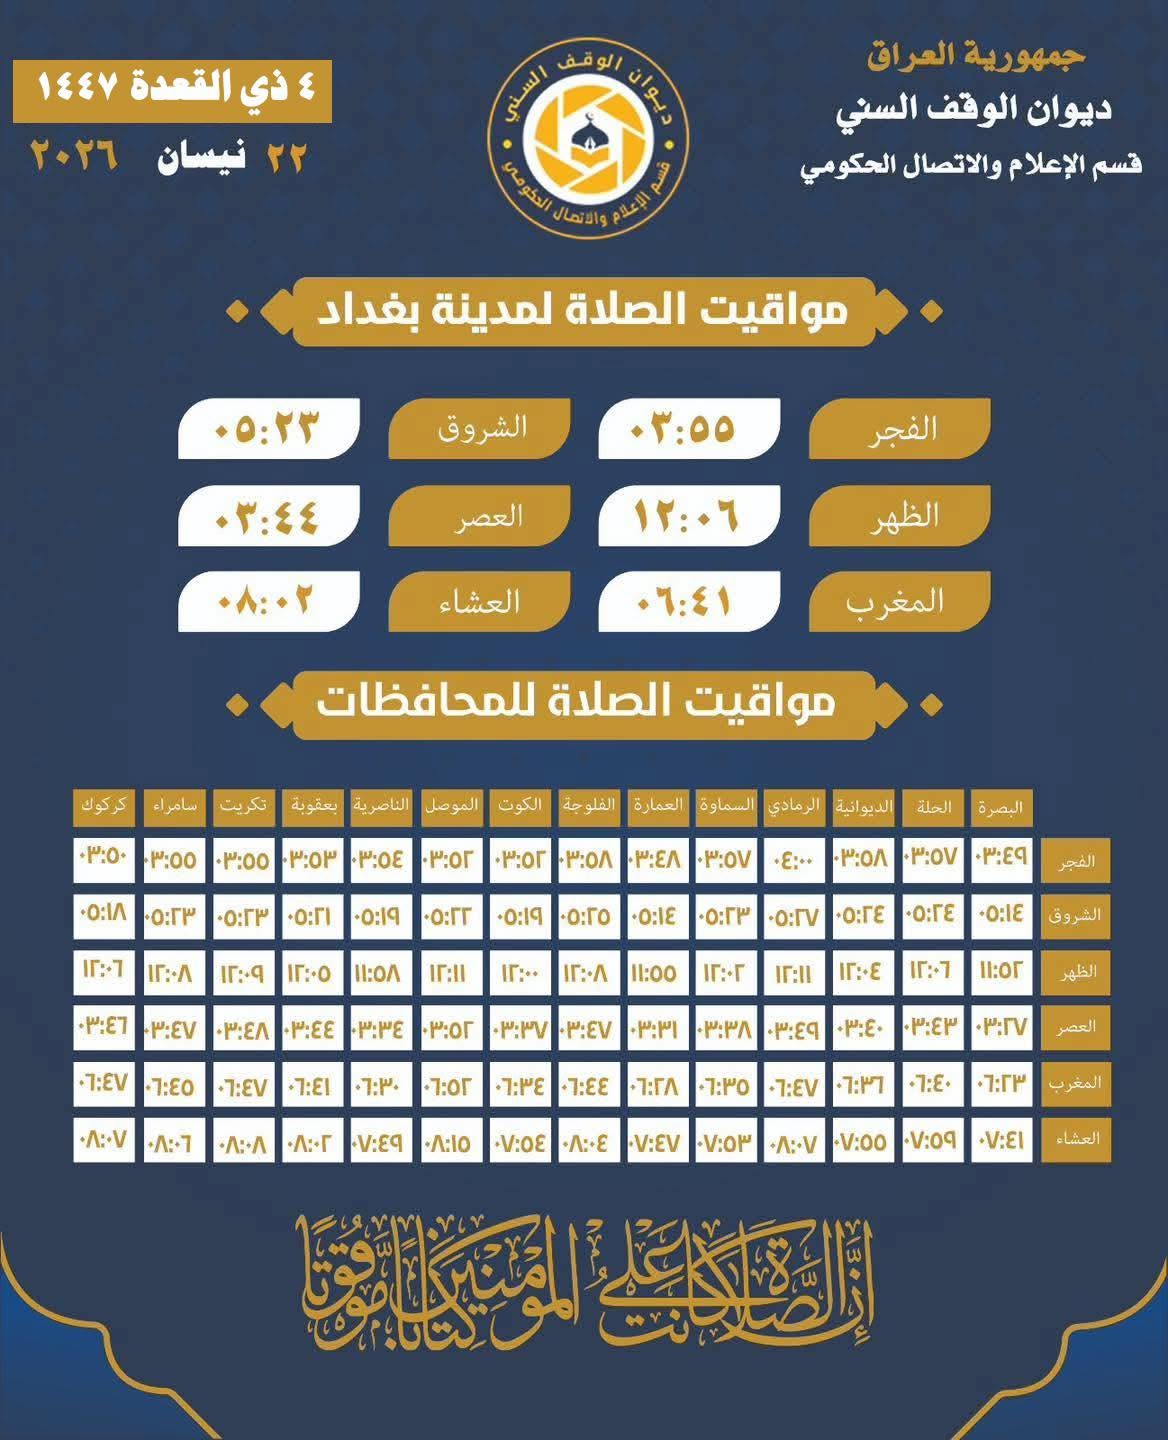 جمهورية العراق
ديوان الوقف السني
قسم الإعلام والاتصال الحكومي
ديوان الوقف السني
قسم الإعلام والاتصال الحكومي
٤ ذي القعدة ١٤٤٧
٢٢ نيسان ٢٠٢٦
مواقيت الصلاة لمدينة بغداد
الفجر ٠٣:٥٥ الشروق ٠٥:٢٣
الظهر ١٢:٠٦ العصر ٠٣:٤٤
المغرب ٠٦:٤١ العشاء ٠٨:٠٢
مواقيت الصلاة للمحافظات
البصرة الحلة الديوانية الرمادي السماوة العمارة الفلوجة الكوت الموصل الناصرية بعقوبة تكريت سامراء كركوك
الفجر ٠٣:٤٩ ٠٣:٥٧ ٠٣:٥٨ ٠٤:٠٠ ٠٣:٥٧ ٠٣:٤٨ ٠٣:٥٨ ٠٣:٥٢ ٠٣:٥٢ ٠٣:٥٤ ٠٣:٥٣ ٠٣:٥٥ ٠٣:٥٥ ٠٣:٥٠
الشروق ٠٥:١٤ ٠٥:٢٤ ٠٥:٢٤ ٠٥:٢٧ ٠٥:٢٣ ٠٥:١٤ ٠٥:٢٥ ٠٥:١٩ ٠٥:٢٢ ٠٥:١٩ ٠٥:٢١ ٠٥:٢٣ ٠٥:٢٣ ٠٥:١٨
الظهر ١١:٥٢ ١٢:٠٦ ١٢:٠٤ ١٢:١١ ١٢:٠٢ ١١:٥٥ ١٢:٠٨ ١٢:٠٠ ١٢:١١ ١١:٥٨ ١٢:٠٥ ١٢:٠٩ ١٢:٠٨ ١٢:٠٦
العصر ٠٣:٢٧ ٠٣:٤٣ ٠٣:٤٠ ٠٣:٤٩ ٠٣:٣٨ ٠٣:٣١ ٠٣:٤٧ ٠٣:٣٧ ٠٣:٥٢ ٠٣:٣٤ ٠٣:٤٤ ٠٣:٤٨ ٠٣:٤٧ ٠٣:٤٦
المغرب ٠٦:٢٣ ٠٦:٤٠ ٠٦:٣٦ ٠٦:٤٧ ٠٦:٣٥ ٠٦:٢٨ ٠٦:٤٤ ٠٦:٣٤ ٠٦:٥٢ ٠٦:٣٠ ٠٦:٤١ ٠٦:٤٧ ٠٦:٤٥ ٠٦:٤٧
العشاء ٠٧:٤١ ٠٧:٥٩ ٠٧:٥٥ ٠٨:٠٧ ٠٧:٥٣ ٠٧:٤٧ ٠٨:٠٤ ٠٧:٥٤ ٠٨:١٥ ٠٧:٤٩ ٠٨:٠٢ ٠٨:٠٨ ٠٨:٠٦ ٠٨:٠٧
إِنَّ الصَّلَاةَ كَانَتْ عَلَى الْمُؤْمِنِينَ كِتَابًا مَّوْقُوتًا